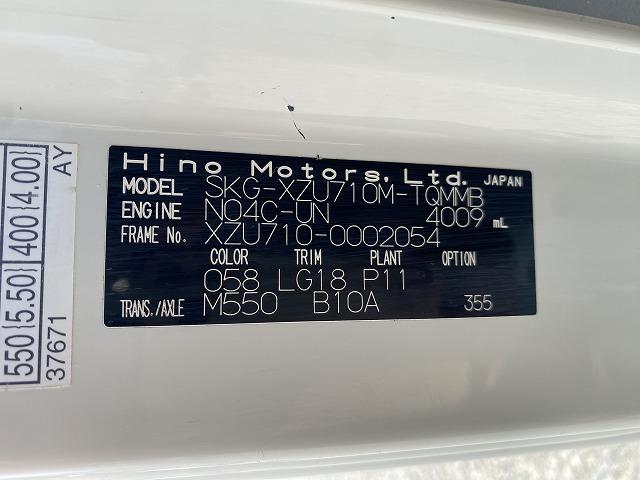 Hino Motors, Ltd. JAPAN
MODEL SKG-XZU710M-TQMMB
ENGINE N04C-UN 4009 mL
FRAME No. XZU710-0002054
COLOR TRIM PLANT OPTION
058 LG18 P11
TRANS./AXLE M550 B10A 355
550 (5.50) 400 (4.00)
37671 AY